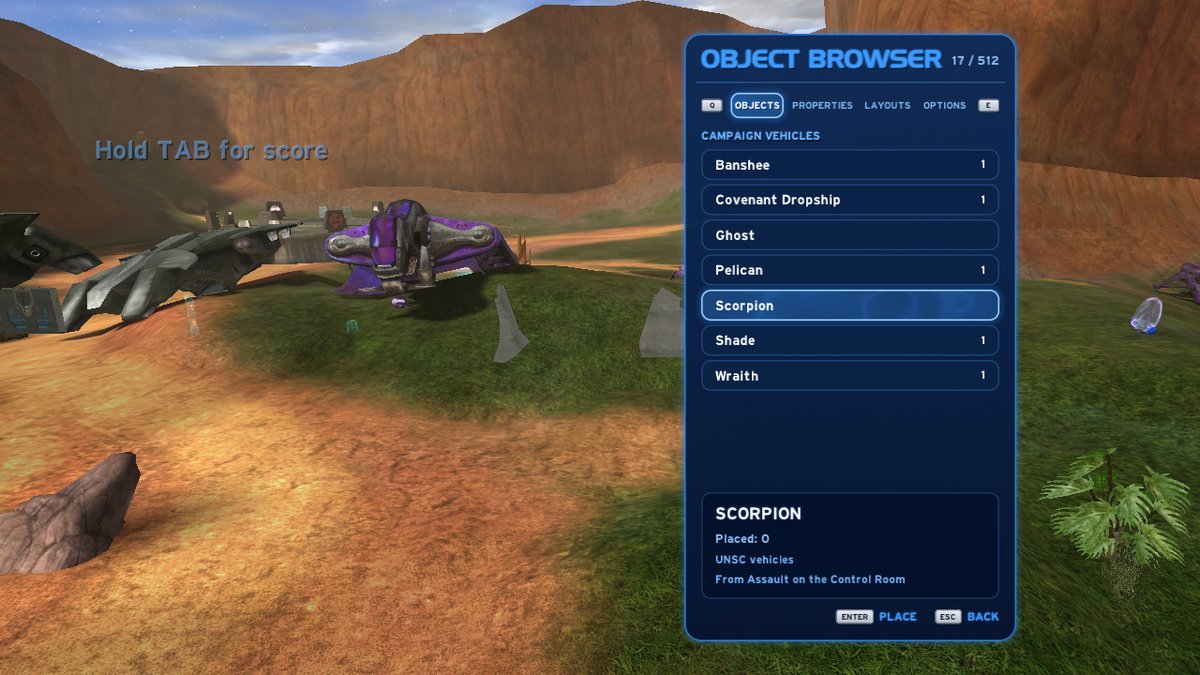 OBJECT BROWSER 17 / 512
Q OBJECTS PROPERTIES LAYOUTS OPTIONS E
CAMPAIGN VEHICLES
Hold TAB for score
Banshee 1
Covenant Dropship 1
Ghost
Pelican 1
Scorpion
Shade 1
Wraith 1
SCORPION
Placed: 0
UNSC vehicles
From Assault on the Control Room
ENTER PLACE ESC BACK